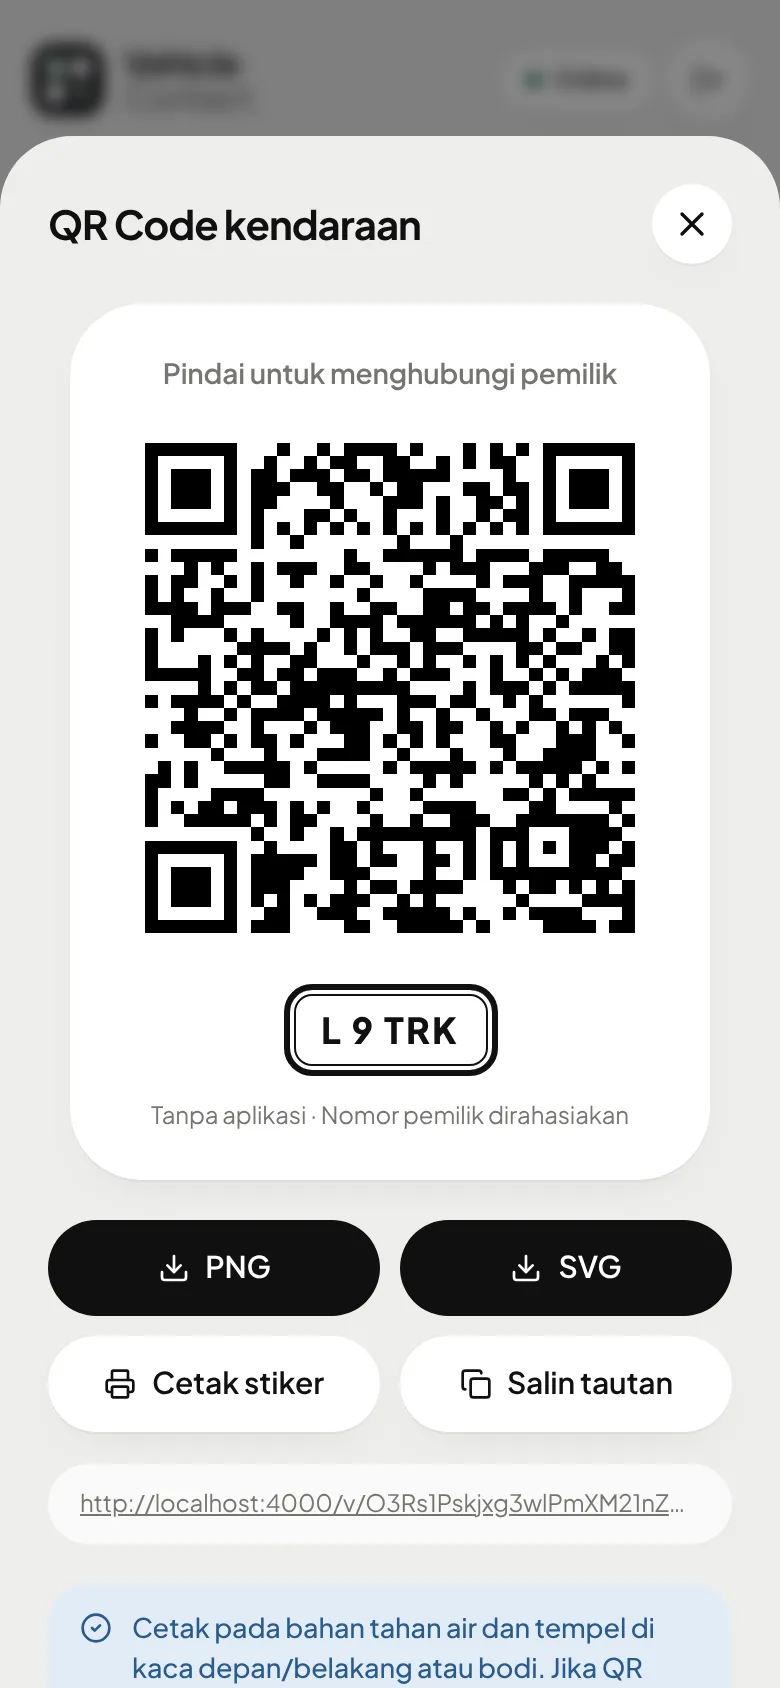 QR Code kendaraan
Pindai untuk menghubungi pemilik
L 9 TRK
Tanpa aplikasi · Nomor pemilik dirahasiakan
PNG
SVG
Cetak stiker
Salin tautan
http://localhost:4000/v/O3Rs1Pskjxg3wlPmXM21nZ...
Cetak pada bahan tahan air dan tempel di
kaca depan/belakang atau bodi. Jika QR